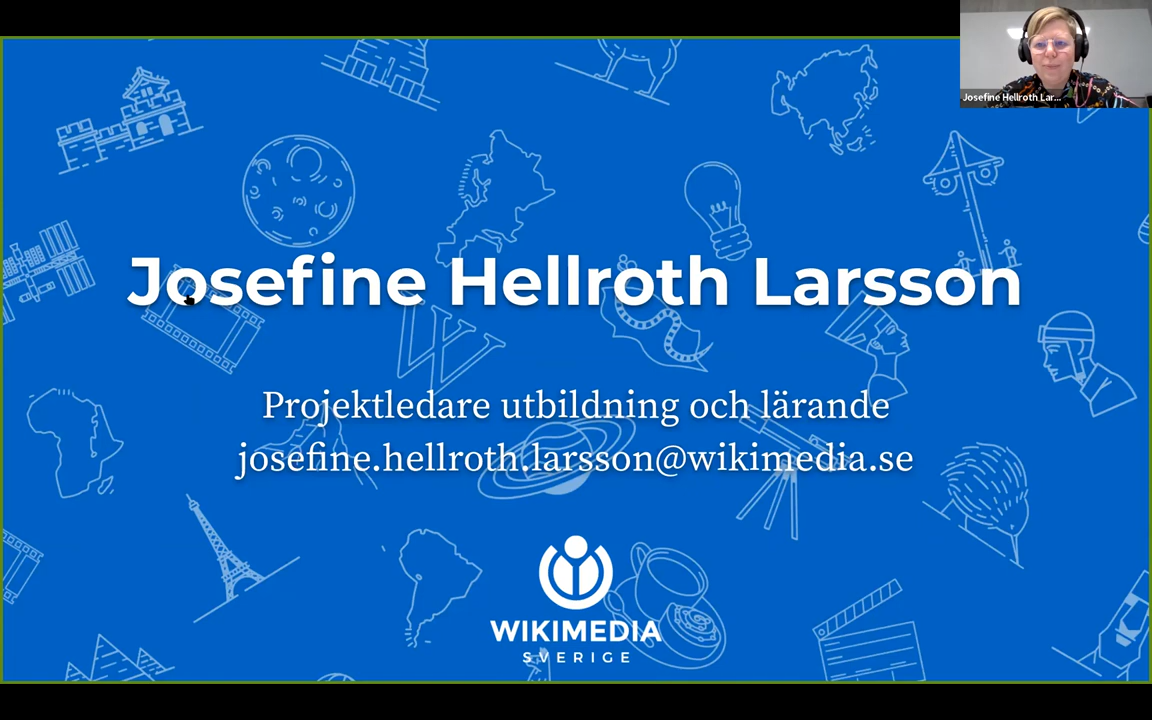 Josefine Hellroth Lar...
Josefine Hellroth Larsson
W
Projektledare utbildning och lärande
josefine.hellroth.larsson@wikimedia.se
WIKIMEDIA
SVERIGE